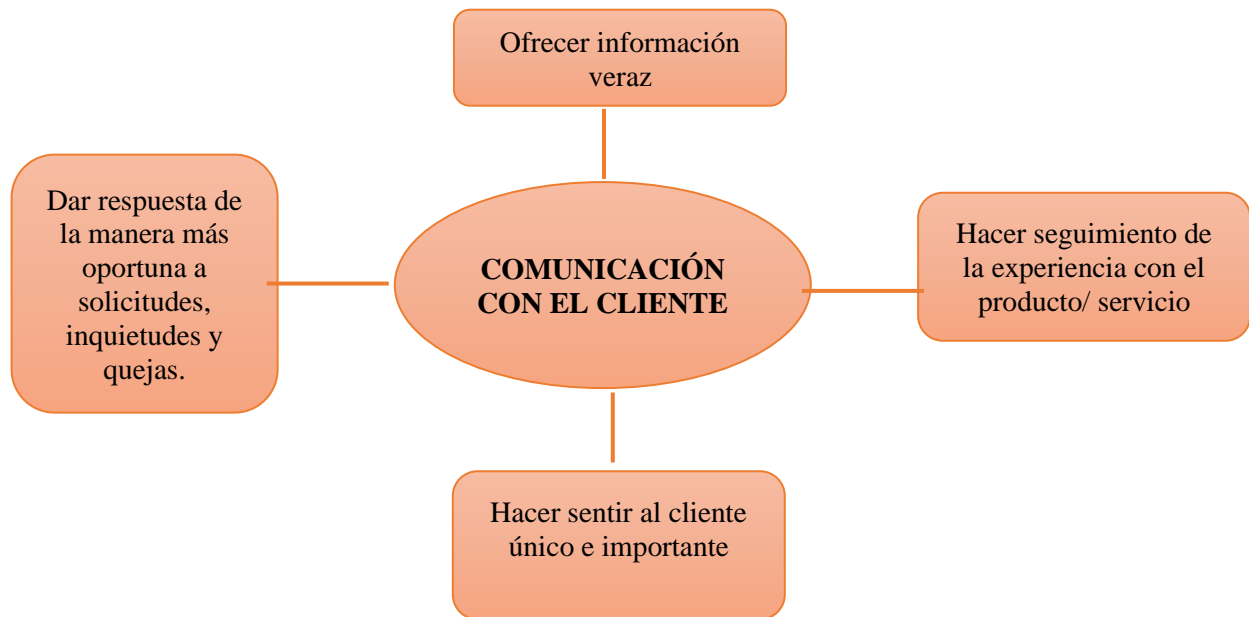 Ofrecer información
veraz
Dar respuesta de
la manera más
oportuna a
solicitudes,
inquietudes y
quejas.
COMUNICACIÓN
CON EL CLIENTE
Hacer seguimiento de
la experiencia con el
producto/ servicio
Hacer sentir al cliente
único e importante